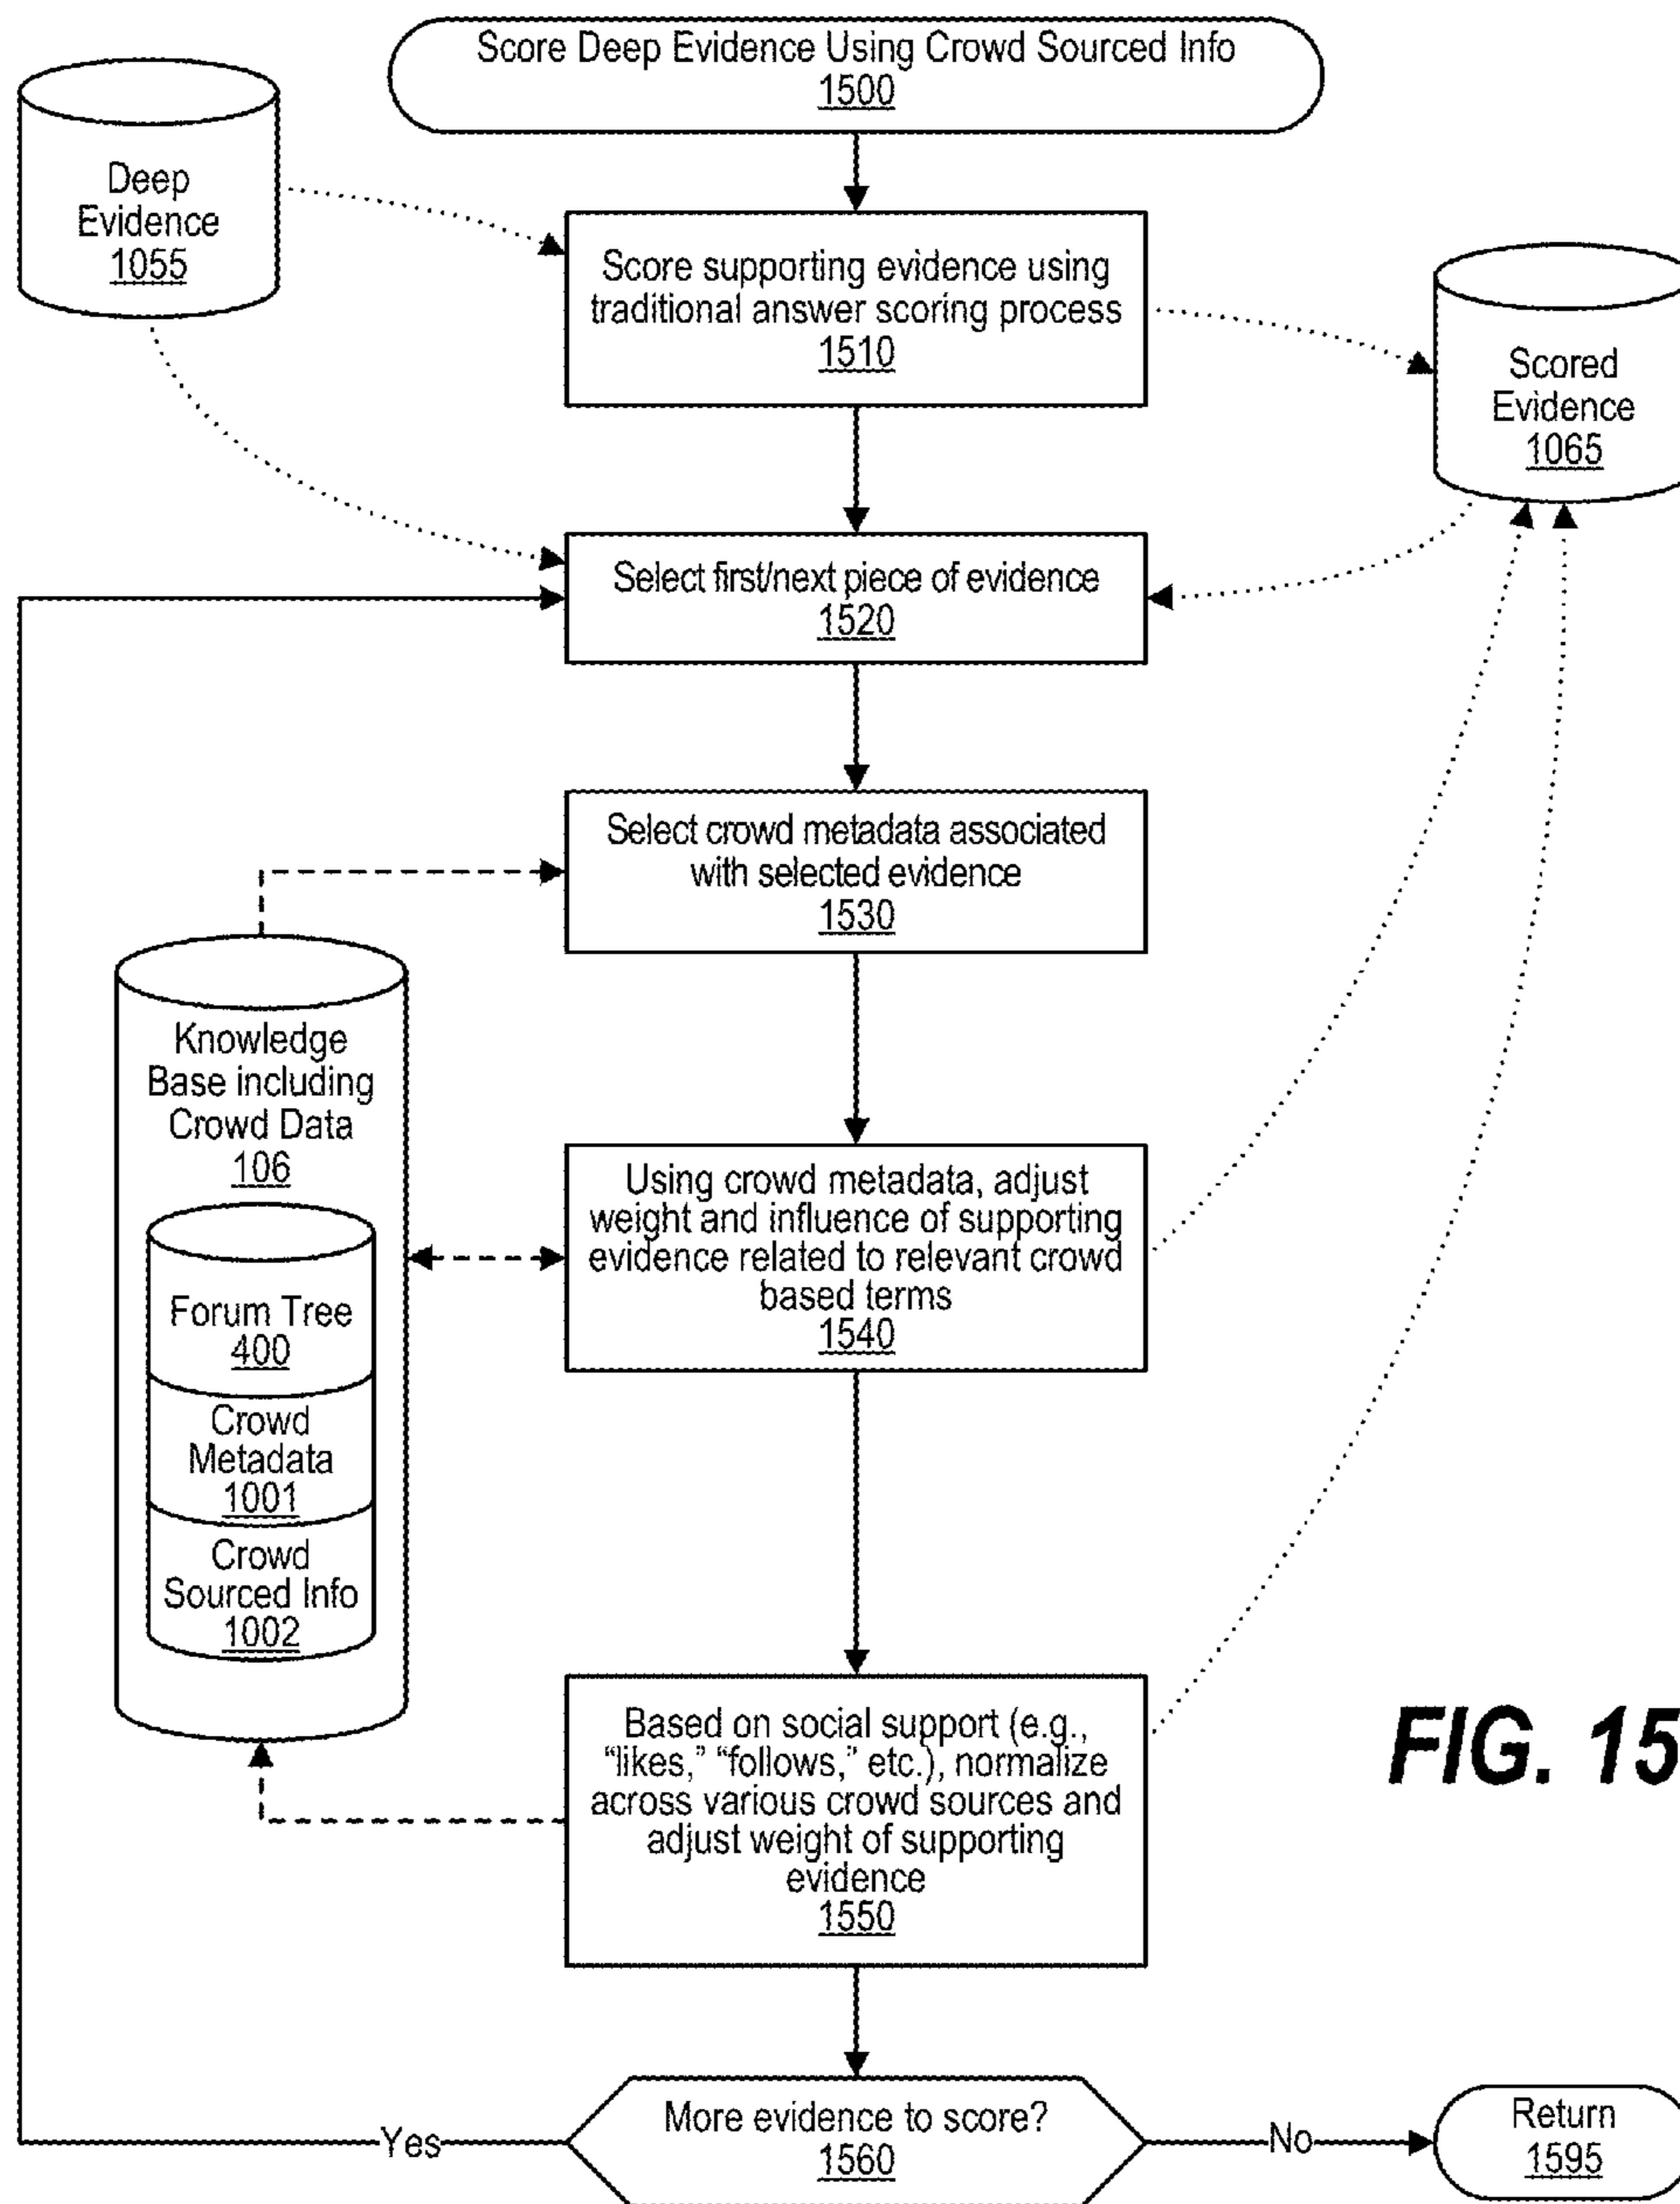 Score Deep Evidence Using Crowd Sourced Info
1500
Deep
Evidence
1055
Score supporting evidence using
traditional answer scoring process
1510
Scored
Evidence
1065
Select first/next piece of evidence
1520
Select crowd metadata associated
with selected evidence
1530
Knowledge
Base including
Crowd Data
106
Forum Tree
400
Crowd
Metadata
1001
Crowd
Sourced Info
1002
Using crowd metadata, adjust
weight and influence of supporting
evidence related to relevant crowd
based terms
1540
Based on social support (e.g.,
“likes,” “follows,” etc.), normalize
across various crowd sources and
adjust weight of supporting
evidence
1550
FIG. 15
More evidence to score?
1560
Yes
No
Return
1595